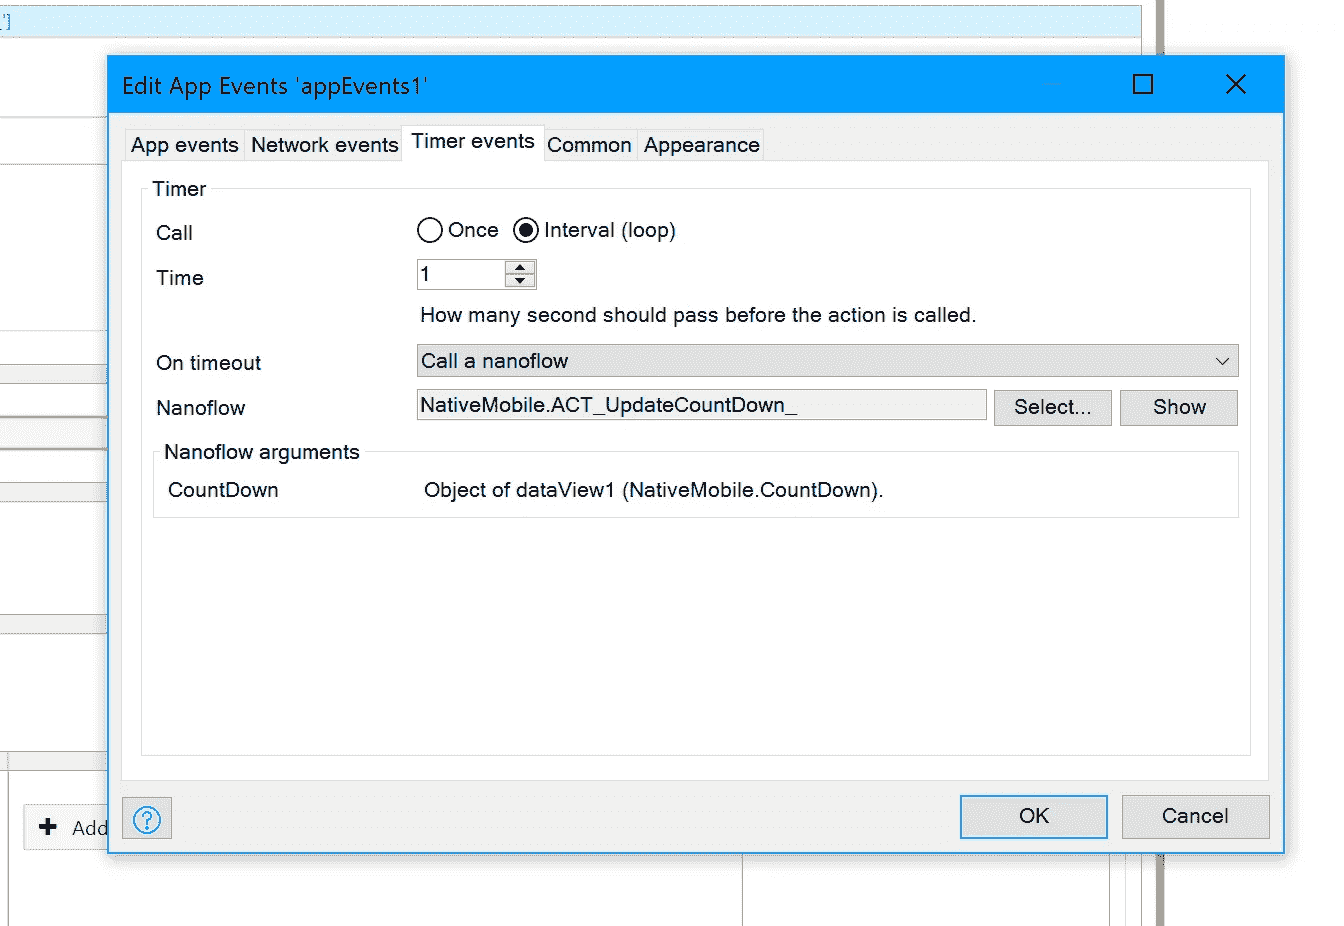 ']
Edit App Events 'appEvents1'
App events Network events Timer events Common Appearance
Timer
Call Once Interval (loop)
Time 1
How many second should pass before the action is called.
On timeout Call a nanoflow
Nanoflow NativeMobile.ACT_UpdateCountDown_ Select... Show
Nanoflow arguments
CountDown Object of dataView1 (NativeMobile.CountDown).
+ Add
? OK Cancel